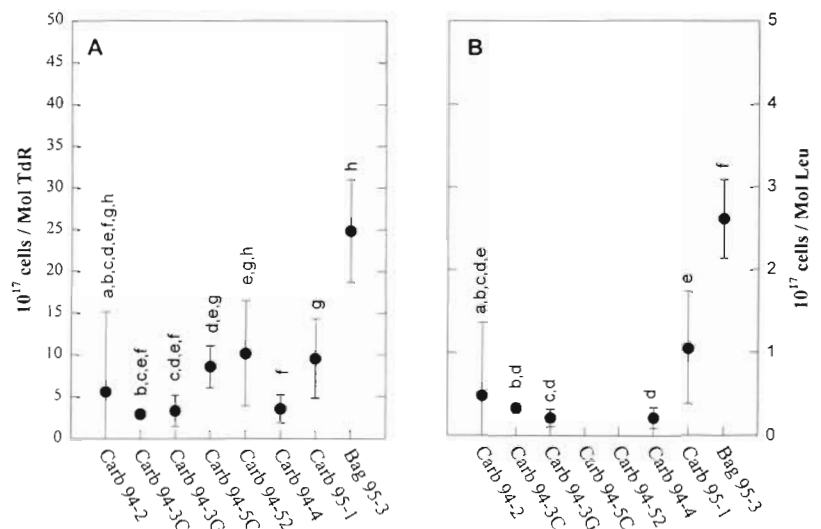 A
50
45
40
35
30
25
20
15
10
5
0
10¹⁷ cells / Mol TdR
a,b,c,d,e,f,g,h
b,c,e,f
c,d,e,f
d,e,g
e,g,h
f
g
h
Carb 94-2
Carb 94-3C
Carb 94-3G
Carb 94-5C
Carb 94-52
Carb 94-4
Carb 95-1
Bag 95-3
B
5
4
3
2
1
0
10¹⁷ cells / Mol Leu
a,b,c,d,e
b,d
c,d
d
e
f
Carb 94-2
Carb 94-3C
Carb 94-3G
Carb 94-5C
Carb 94-52
Carb 94-4
Carb 95-1
Bag 95-3